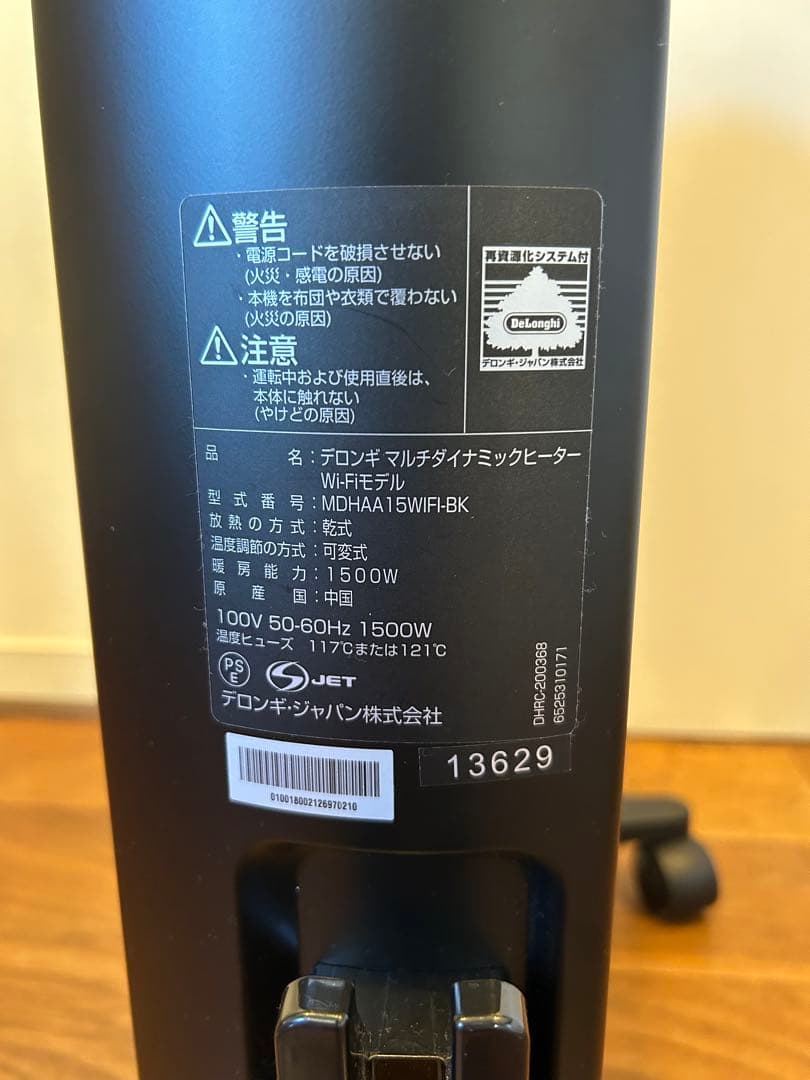 警告
・電源コードを破損させない
(火災・感電の原因)
・本機を布団や衣類で覆わない
(火災の原因)
注意
・運転中および使用直後は、
本体に触れない
(やけどの原因)
再資源化システム付
DeLonghi
デロンギ・ジャパン株式会社
品名:デロンギ マルチダイナミックヒーター
Wi-Fiモデル
型式番号:MDHAA15WIFI-BK
放熱の方式:乾式
温度調節の方式:可変式
暖房能力:1500W
原産国:中国
100V 50-60Hz 1500W
温度ヒューズ 117℃または121℃
PS
E
S JET
デロンギ・ジャパン株式会社
DHRC-200368
6525310171
13629
010018002126970210